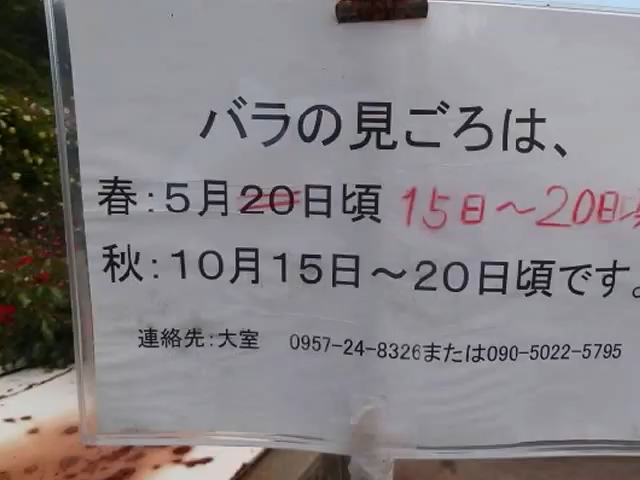 バラの見ごろは、
春:5月20日頃 15日～20日頃
秋:10月15日～20日頃です。
連絡先:大室 0957-24-8326または090-5022-5795